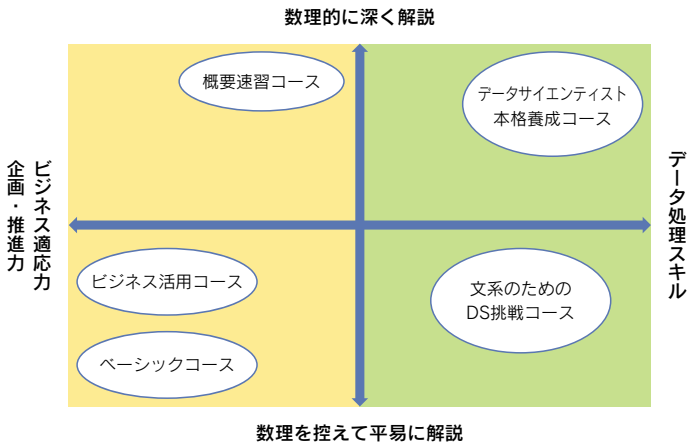 数理的に深く解説
概要速習コース
データサイエンティスト
本格養成コース
ビジネス適応力
企画・推進力
データ処理スキル
ビジネス活用コース
文系のための
DS挑戦コース
ベーシックコース
数理を控えて平易に解説